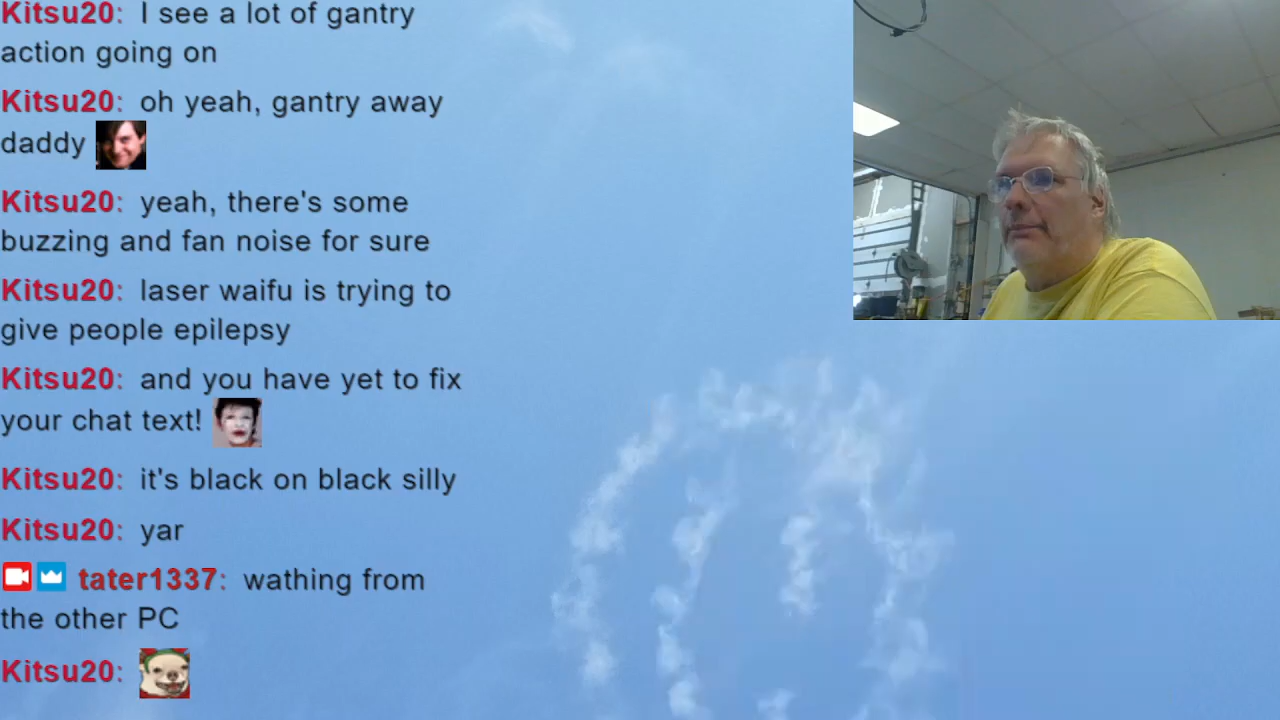 Kitsu20: I see a lot of gantry
action going on
Kitsu20: oh yeah, gantry away
daddy
Kitsu20: yeah, there's some
buzzing and fan noise for sure
Kitsu20: laser waifu is trying to
give people epilepsy
Kitsu20: and you have yet to fix
your chat text!
Kitsu20: it's black on black silly
Kitsu20: yar
tater1337: wathing from
the other PC
Kitsu20: